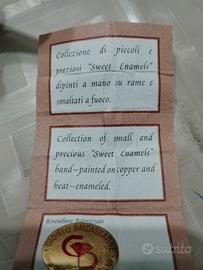 Collezione di piccoli e
preziosi "Sweet Enamels"
dipinti a mano su rame e
smaltati a fuoco.
Collection of small and
precious "Sweet Enamels"
hand-painted on copper and
heat-enameled.
Rivenditore Autorizzato
GIOIELLI BALDASSARRE
subito